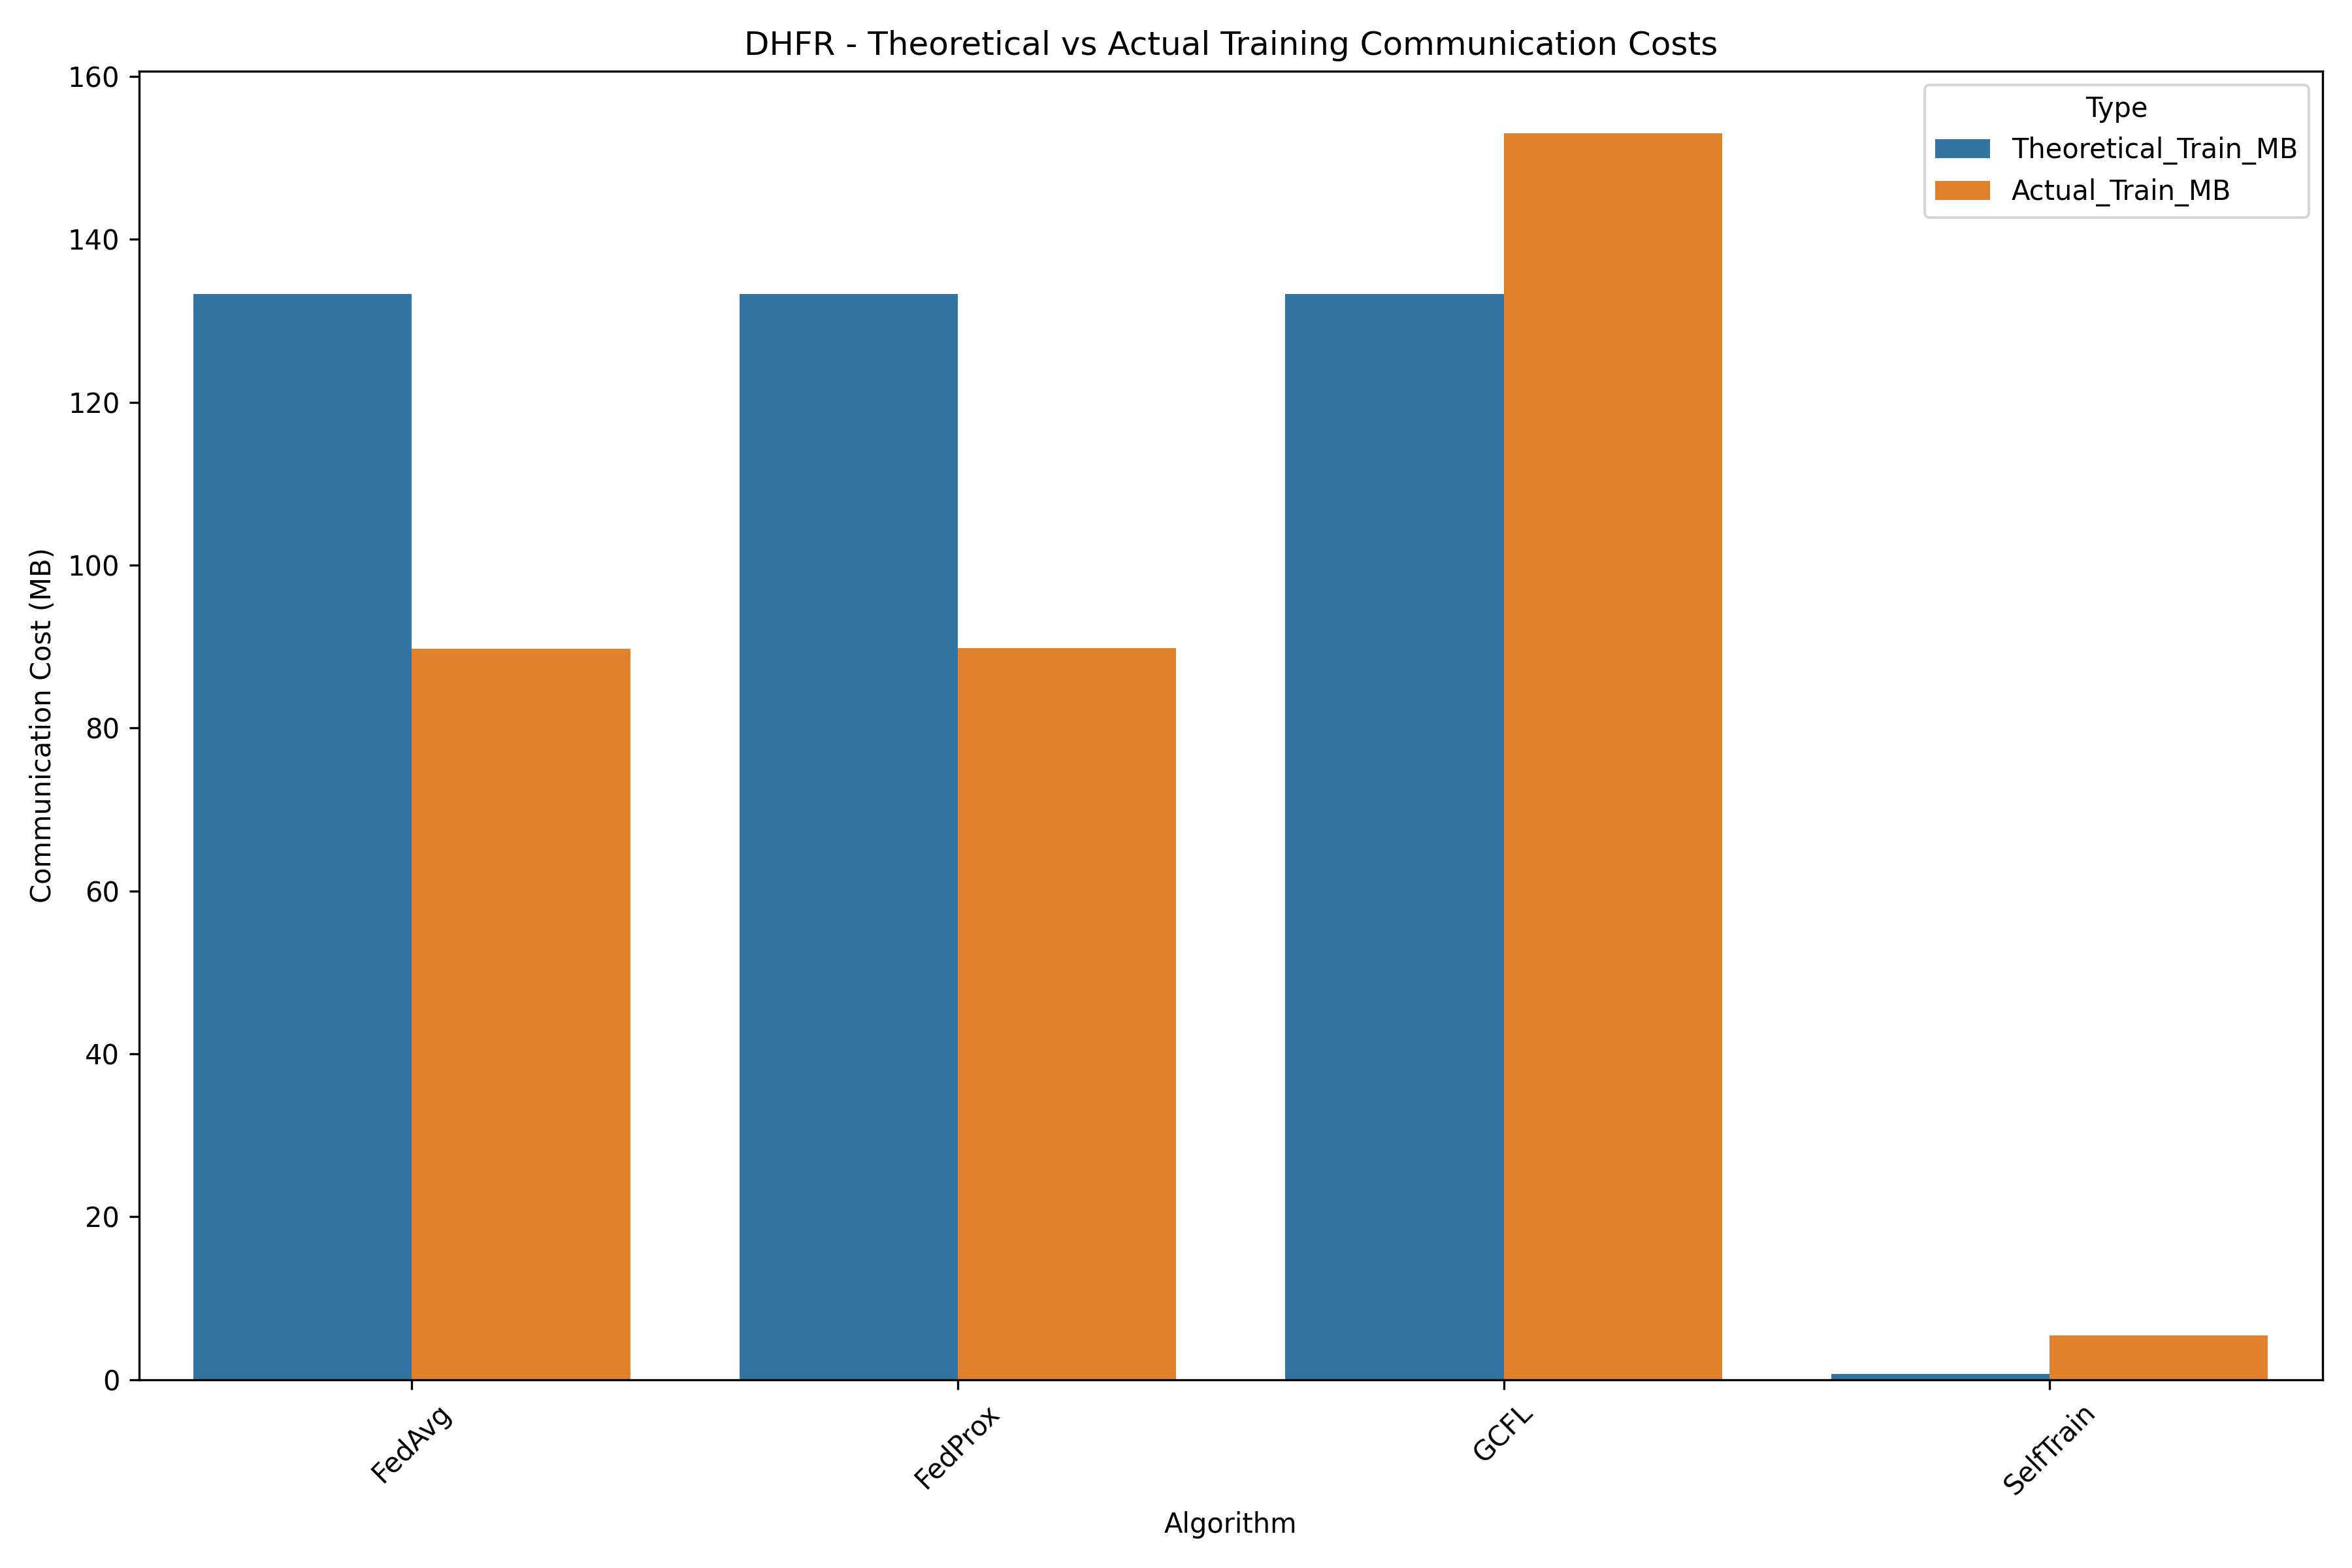 DHFR - Theoretical vs Actual Training Communication Costs
Type
Theoretical_Train_MB
Actual_Train_MB
Communication Cost (MB)
160
140
120
100
80
60
40
20
0
FedAvg
FedProx
GCFL
SelfTrain
Algorithm